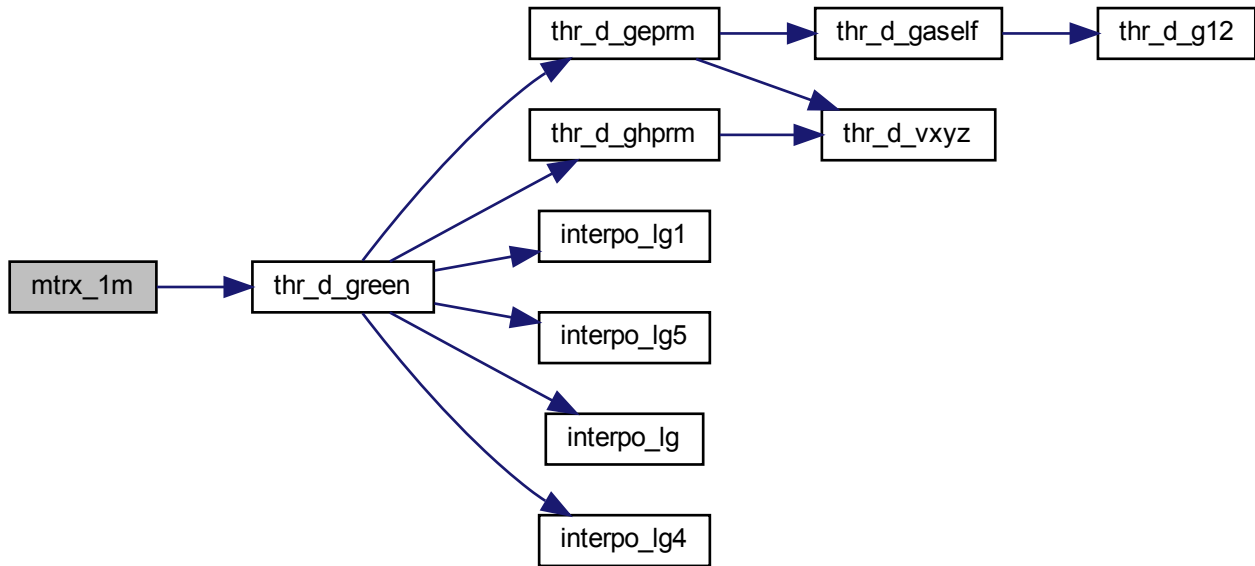 thr_d_geprm
thr_d_gaself
thr_d_g12
thr_d_ghprm
thr_d_vxyz
interpo_lg1
mtrx_1m
thr_d_green
interpo_lg5
interpo_lg
interpo_lg4